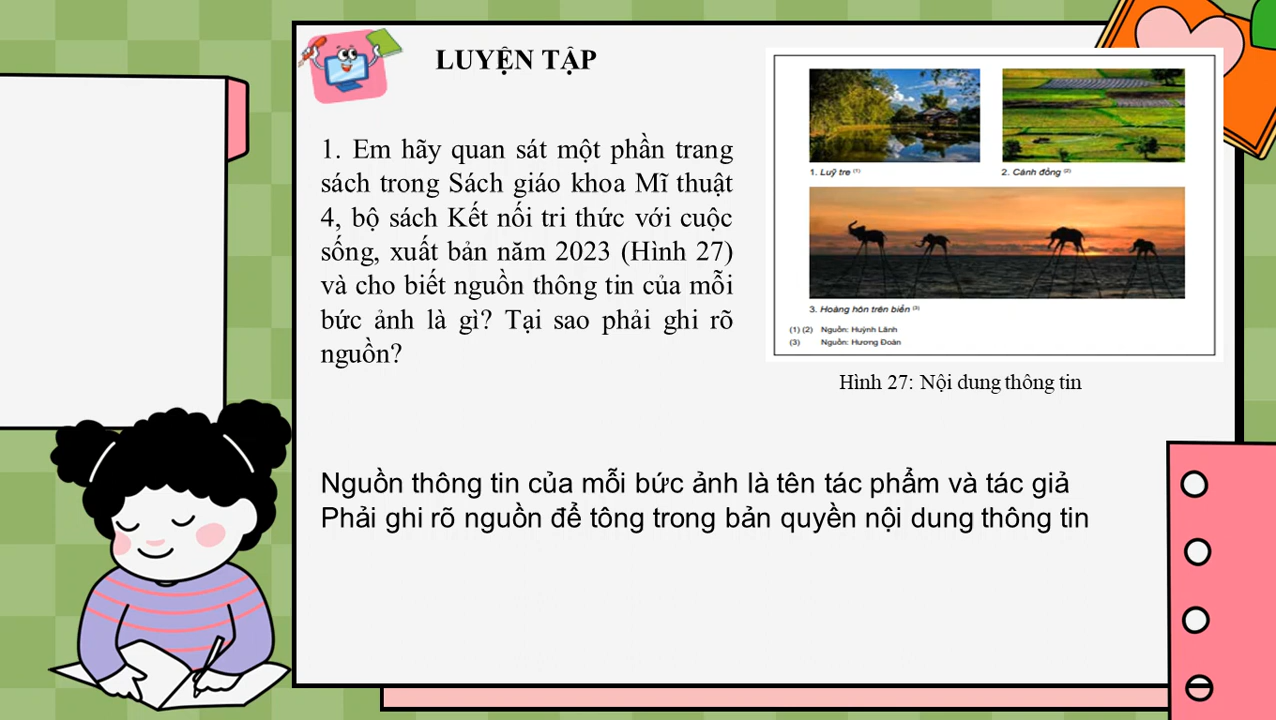 LUYỆN TẬP
1. Em hãy quan sát một phần trang
sách trong Sách giáo khoa Mĩ thuật
4, bộ sách Kết nối tri thức với cuộc
sống, xuất bản năm 2023 (Hình 27)
và cho biết nguồn thông tin của mỗi
bức ảnh là gì? Tại sao phải ghi rõ
nguồn?
1. Luỹ tre (1)
2. Cánh đồng (2)
3. Hoàng hôn trên biển (3)
(1) (2) Nguồn: Huỳnh Lãnh
(3) Nguồn: Hương Đoàn
Hình 27: Nội dung thông tin
Nguồn thông tin của mỗi bức ảnh là tên tác phẩm và tác giả
Phải ghi rõ nguồn để tông trong bản quyền nội dung thông tin